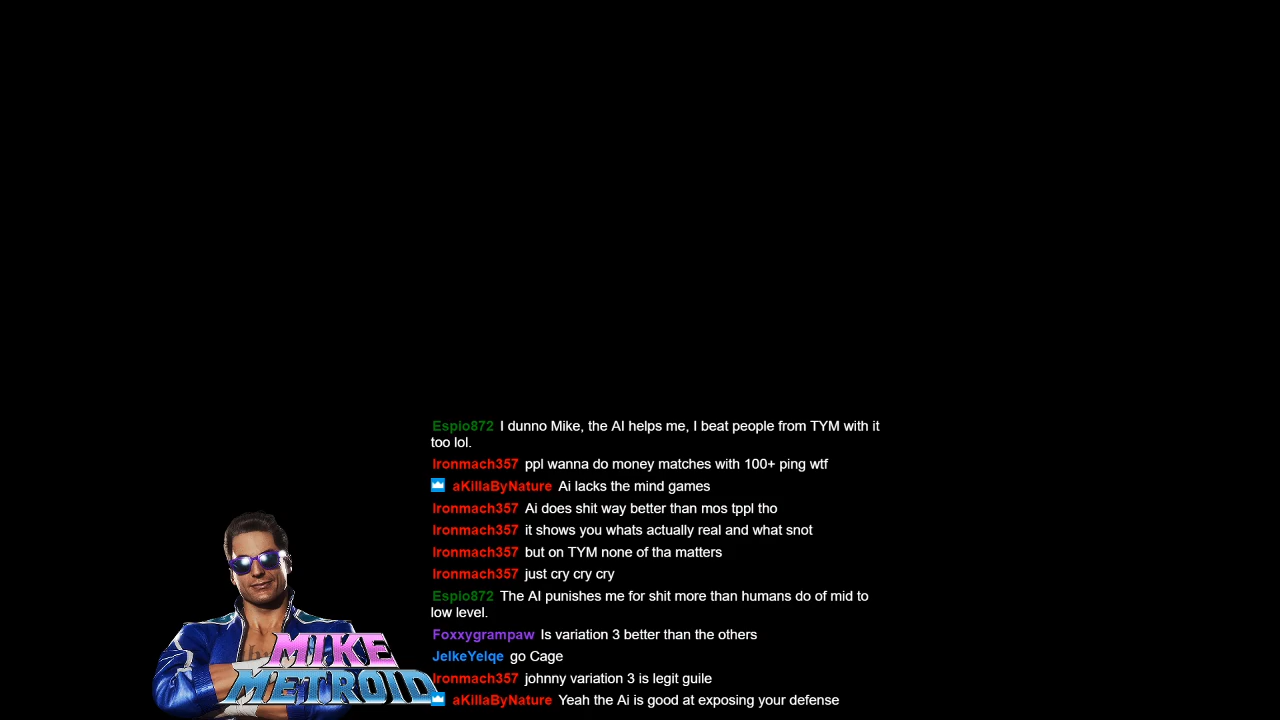 Espio872 I dunno Mike, the AI helps me, I beat people from TYM with it
too lol.
Ironmach357 ppl wanna do money matches with 100+ ping wtf
aKillaByNature Ai lacks the mind games
Ironmach357 Ai does shit way better than mos tppl tho
Ironmach357 it shows you whats actually real and what snot
Ironmach357 but on TYM none of tha matters
Ironmach357 just cry cry cry
Espio872 The AI punishes me for shit more than humans do of mid to
low level.
Foxxygrampaw Is variation 3 better than the others
JelkeYelqe go Cage
Ironmach357 johnny variation 3 is legit guile
aKillaByNature Yeah the Ai is good at exposing your defense
MIKE
METROID